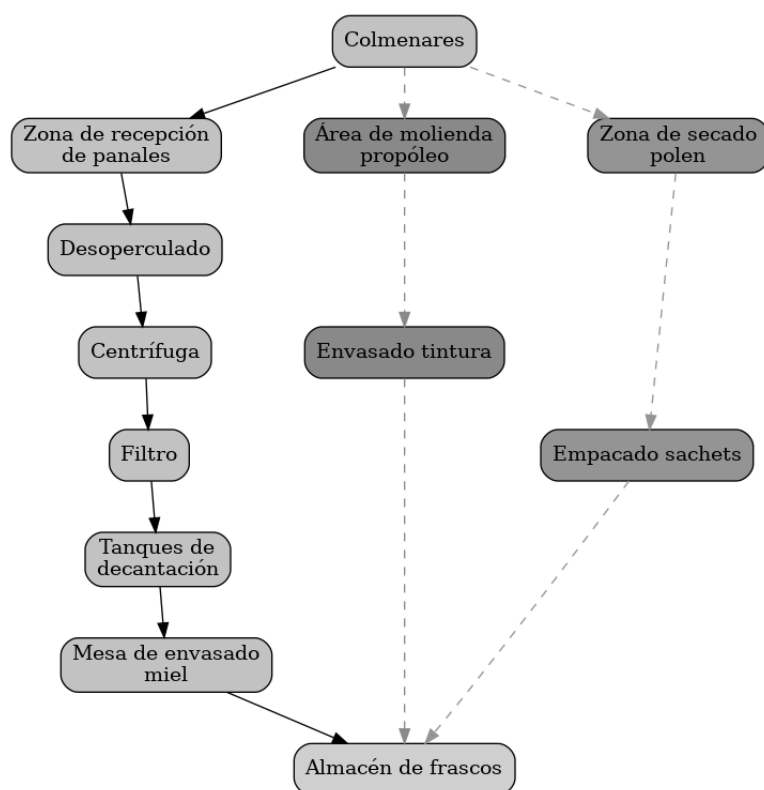 Colmenares
Zona de recepción
de panales
Área de molienda
propóleo
Zona de secado
polen
Desoperculado
Centrífuga
Envasado tintura
Filtro
Empacado sachets
Tanques de
decantación
Mesa de envasado
miel
Almacén de frascos